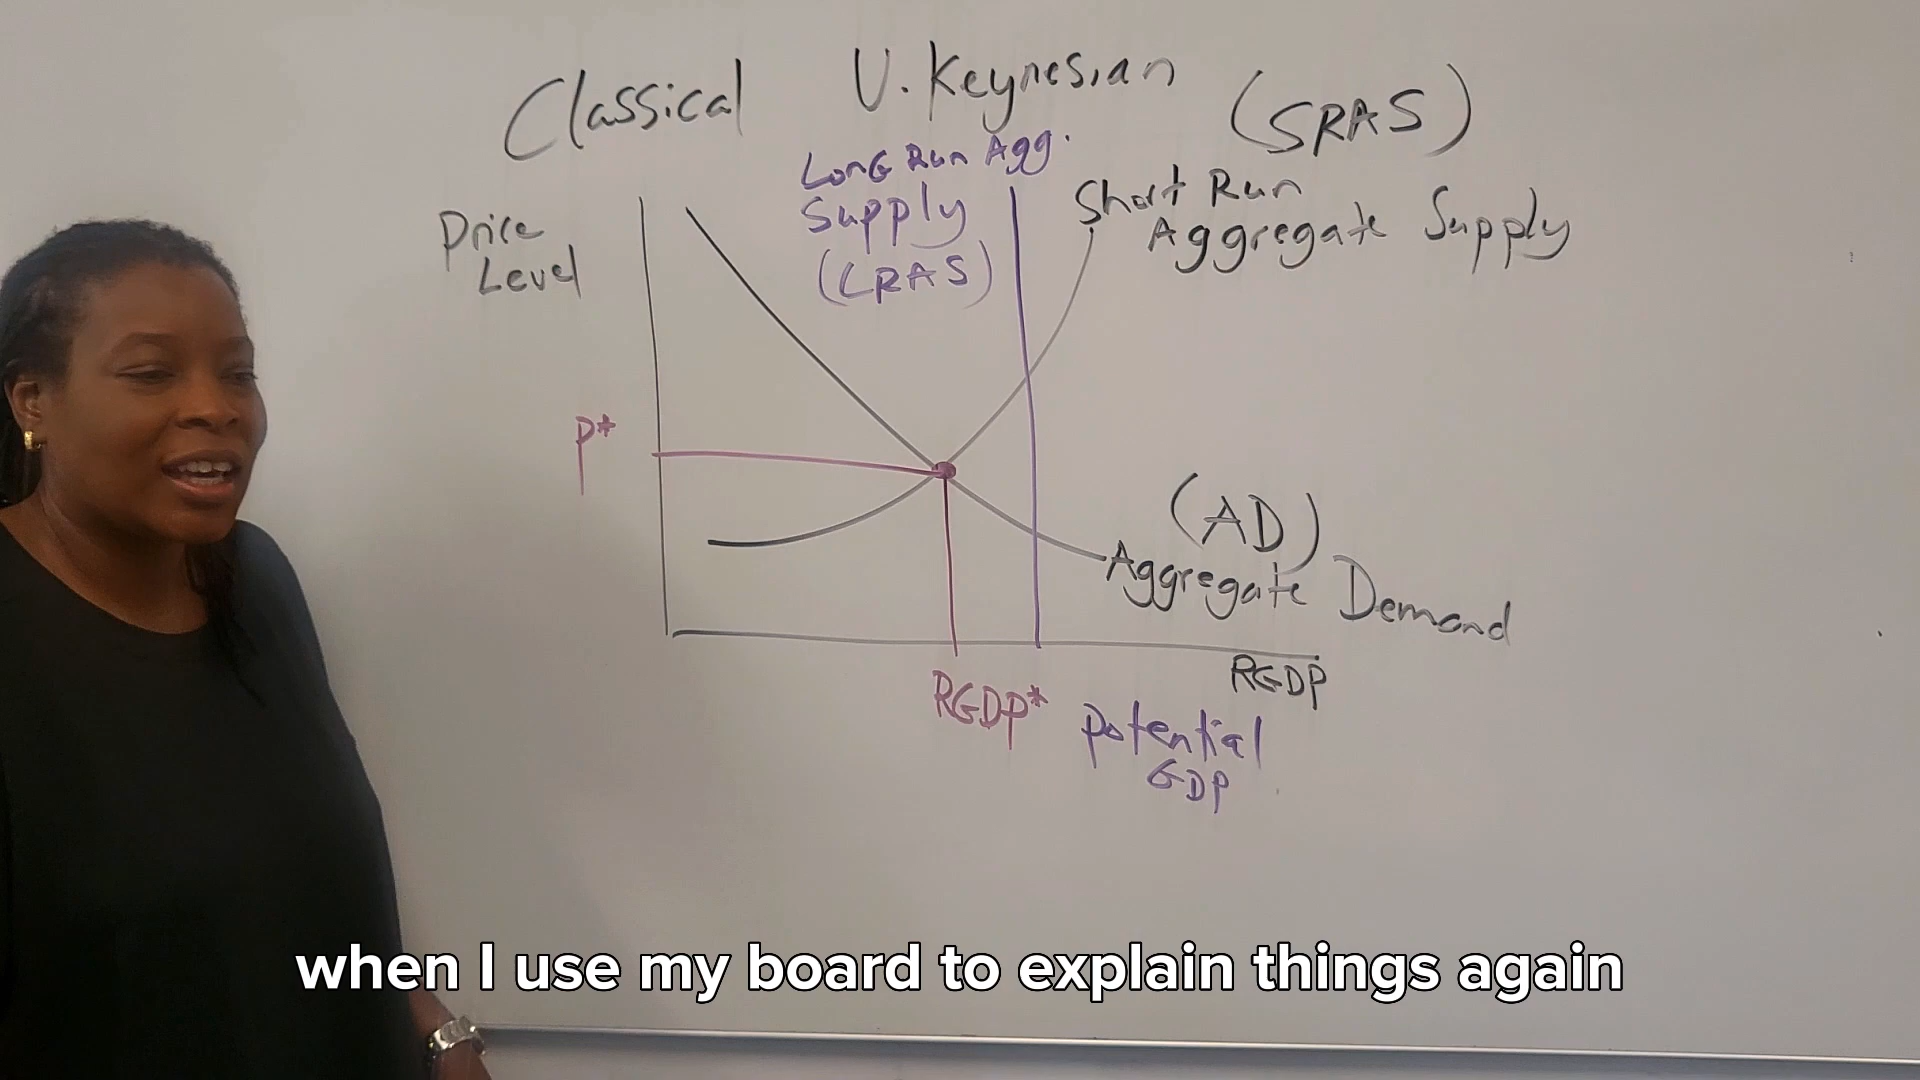 Classical V. Keynesian (SRAS)
Long Run Agg.
Supply
(LRAS)
Short Run
Aggregate Supply
Price
Level
P*
(AD)
Aggregate Demand
RGDP
RGDP*
Potential
GDP
when I use my board to explain things again